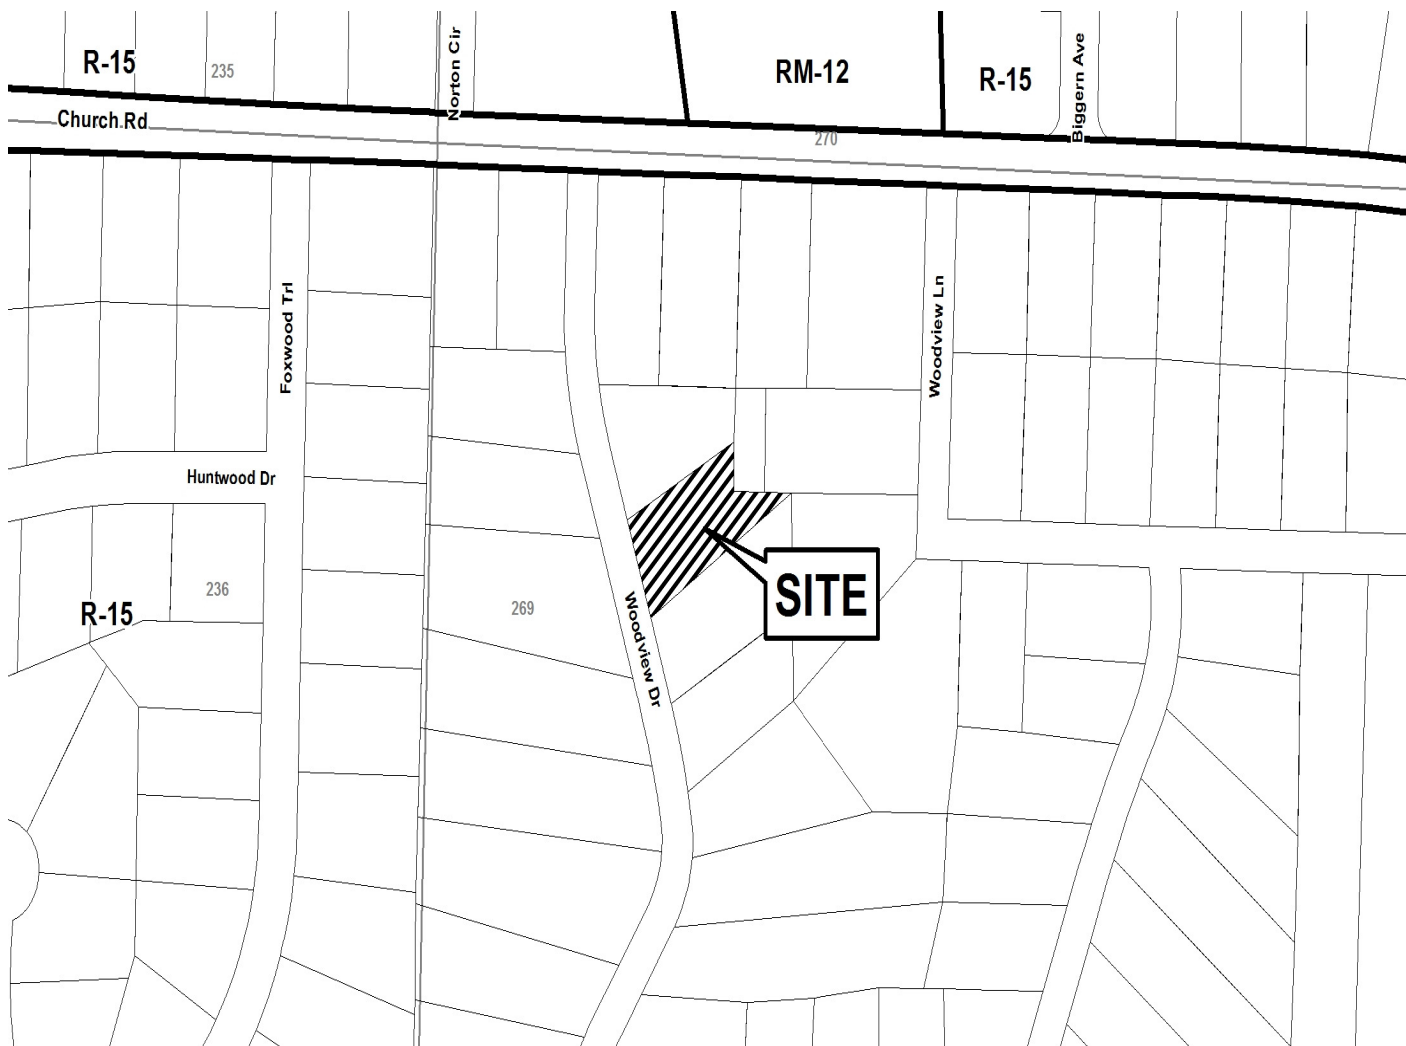 R-15
235
Norton Cir
RM-12
R-15
Biggern Ave
Church Rd
270
Foxwood Trl
Woodview Ln
Huntwood Dr
R-15
236
269
SITE
Woodview Dr